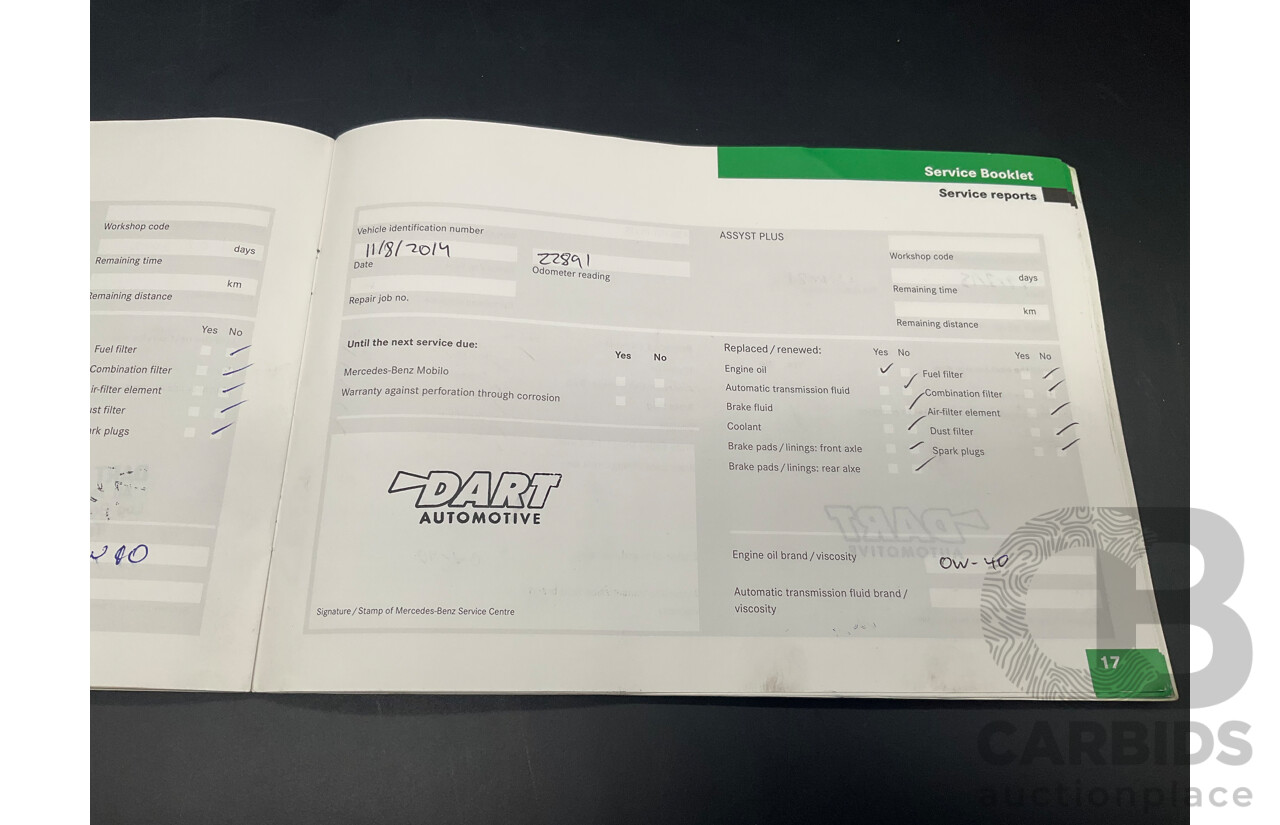 Workshop code
days
Remaining time
km
Remaining distance
Yes No
Fuel filter
Combination filter
ir-filter element
ust filter
rk plugs
40
Service Booklet
Service reports
Vehicle identification number
11/8/2014
Date
22891
Odometer reading
Repair job no.
ASSYST PLUS
Workshop code
days
Remaining time
km
Remaining distance
Until the next service due:
Yes No
Mercedes-Benz Mobilo
Warranty against perforation through corrosion
DART
AUTOMOTIVE
Signature / Stamp of Mercedes-Benz Service Centre
Replaced / renewed:
Yes No
Yes No
Engine oil
Automatic transmission fluid
Brake fluid
Coolant
Brake pads / linings: front axle
Brake pads / linings: rear alxe
Fuel filter
Combination filter
Air-filter element
Dust filter
Spark plugs
Engine oil brand / viscosity
0W-40
Automatic transmission fluid brand /
viscosity
17
CARBIDS
auctionplace